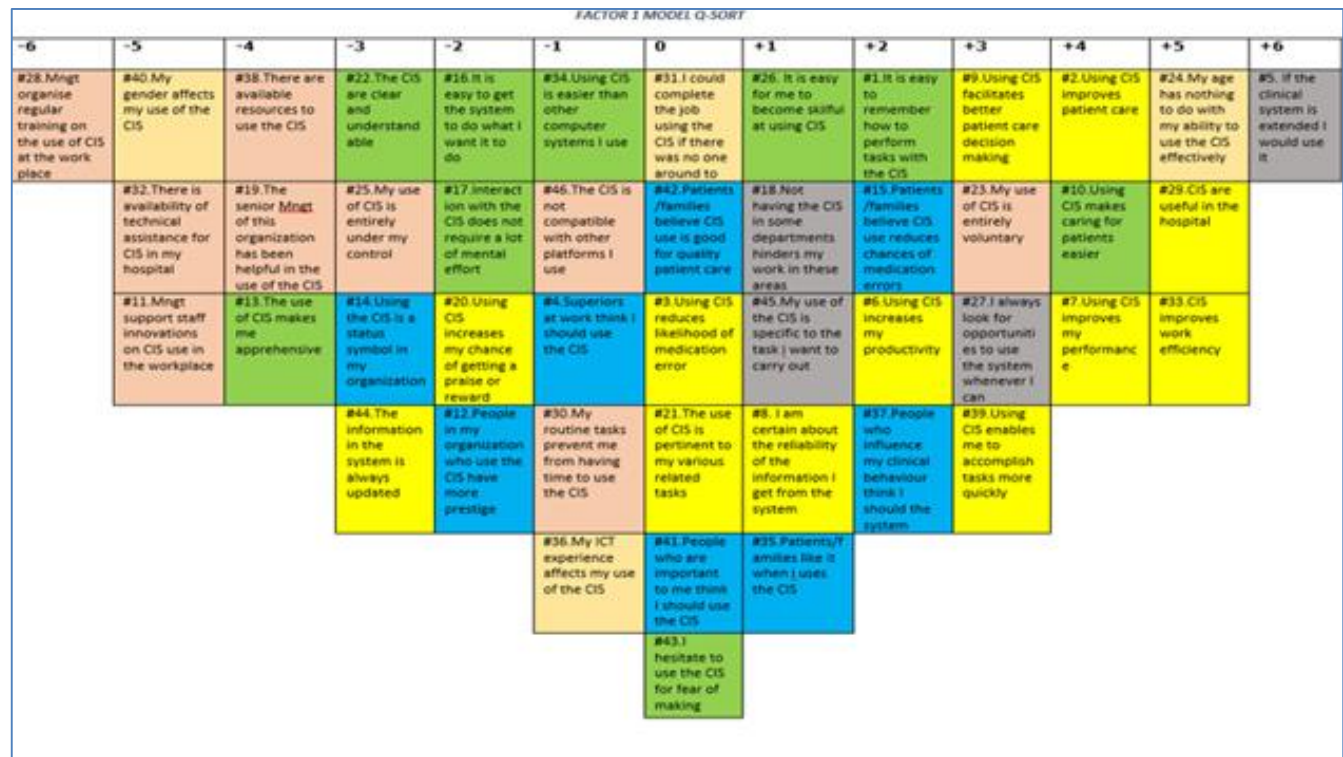 FACTOR 1 MODEL Q-SORT
-6
-5
-4
-3
-2
-1
0
+1
+2
+3
+4
+5
+6
#28.Mngt
organise
regular
training on
the use of CIS
at the work
place
#40.My
gender affects
my use of the
CIS
#38.There are
available
resources to
use the CIS
#22.The CIS
are clear
and
understand
able
#16.It is
easy to get
the system
to do what I
want it to
do
#34.Using CIS
is easier than
other
computer
systems I use
#31.I could
complete
the job
using the
CIS if there
was no one
around to
#26. It is easy
for me to
become skilful
at using CIS
#1.It is easy
to
remember
how to
perform
tasks with
the CIS
#9.Using CIS
facilitates
better
patient care
decision
making
#2.Using CIS
improves
patient care
#24.My age
has nothing
to do with
my ability to
use the CIS
effectively
#5. If the
clinical
system is
extended I
would use
it
#32.There is
availability of
technical
assistance for
CIS in my
hospital
#19.The
senior Mngt
of this
organization
has been
helpful in the
use of the CIS
#25.My use
of CIS is
entirely
under my
control
#17.Interact
ion with the
CIS does not
require a lot
of mental
effort
#46.The CIS is
not
compatible
with other
platforms I
use
#42.Patients
/families
believe CIS
use is good
for quality
patient care
#18.Not
having the CIS
in some
departments
hinders my
work in these
areas
#15.Patients
/families
believe CIS
use reduces
chances of
medication
errors
#23.My use
of CIS is
entirely
voluntary
#10.Using
CIS makes
caring for
patients
easier
#29.CIS are
useful in the
hospital
#11.Mngt
support staff
innovations
on CIS use in
the workplace
#13.The use
of CIS makes
me
apprehensive
#14.Using
the CIS is a
status
symbol in
my
organization
#20.Using
CIS
increases
my chance
of getting a
praise or
reward
#4.Superiors
at work think I
should use
the CIS
#3.Using CIS
reduces
likelihood of
medication
error
#45.My use of
the CIS is
specific to the
task i want to
carry out
#6.Using CIS
increases
my
productivity
#27.I always
look for
opportuniti
es to use
the system
whenever I
can
#7.Using CIS
improves
my
performanc
e
#33.CIS
improves
work
efficiency
#44.The
information
in the
system is
always
updated
#12.People
in my
organization
who use the
CIS have
more
prestige
#30.My
routine tasks
prevent me
from having
time to use
the CIS
#21.The use
of CIS is
pertinent to
my various
related
tasks
#8. I am
certain about
the reliability
of the
information I
get from the
system
#37.People
who
influence
my clinical
behaviour
think I
should the
system
#39.Using
CIS enables
me to
accomplish
tasks more
quickly
#36.My ICT
experience
affects my use
of the CIS
#41.People
who are
important
to me think
I should use
the CIS
#35.Patients/f
amilies like it
when i uses
the CIS
#43.I
hesitate to
use the CIS
for fear of
making